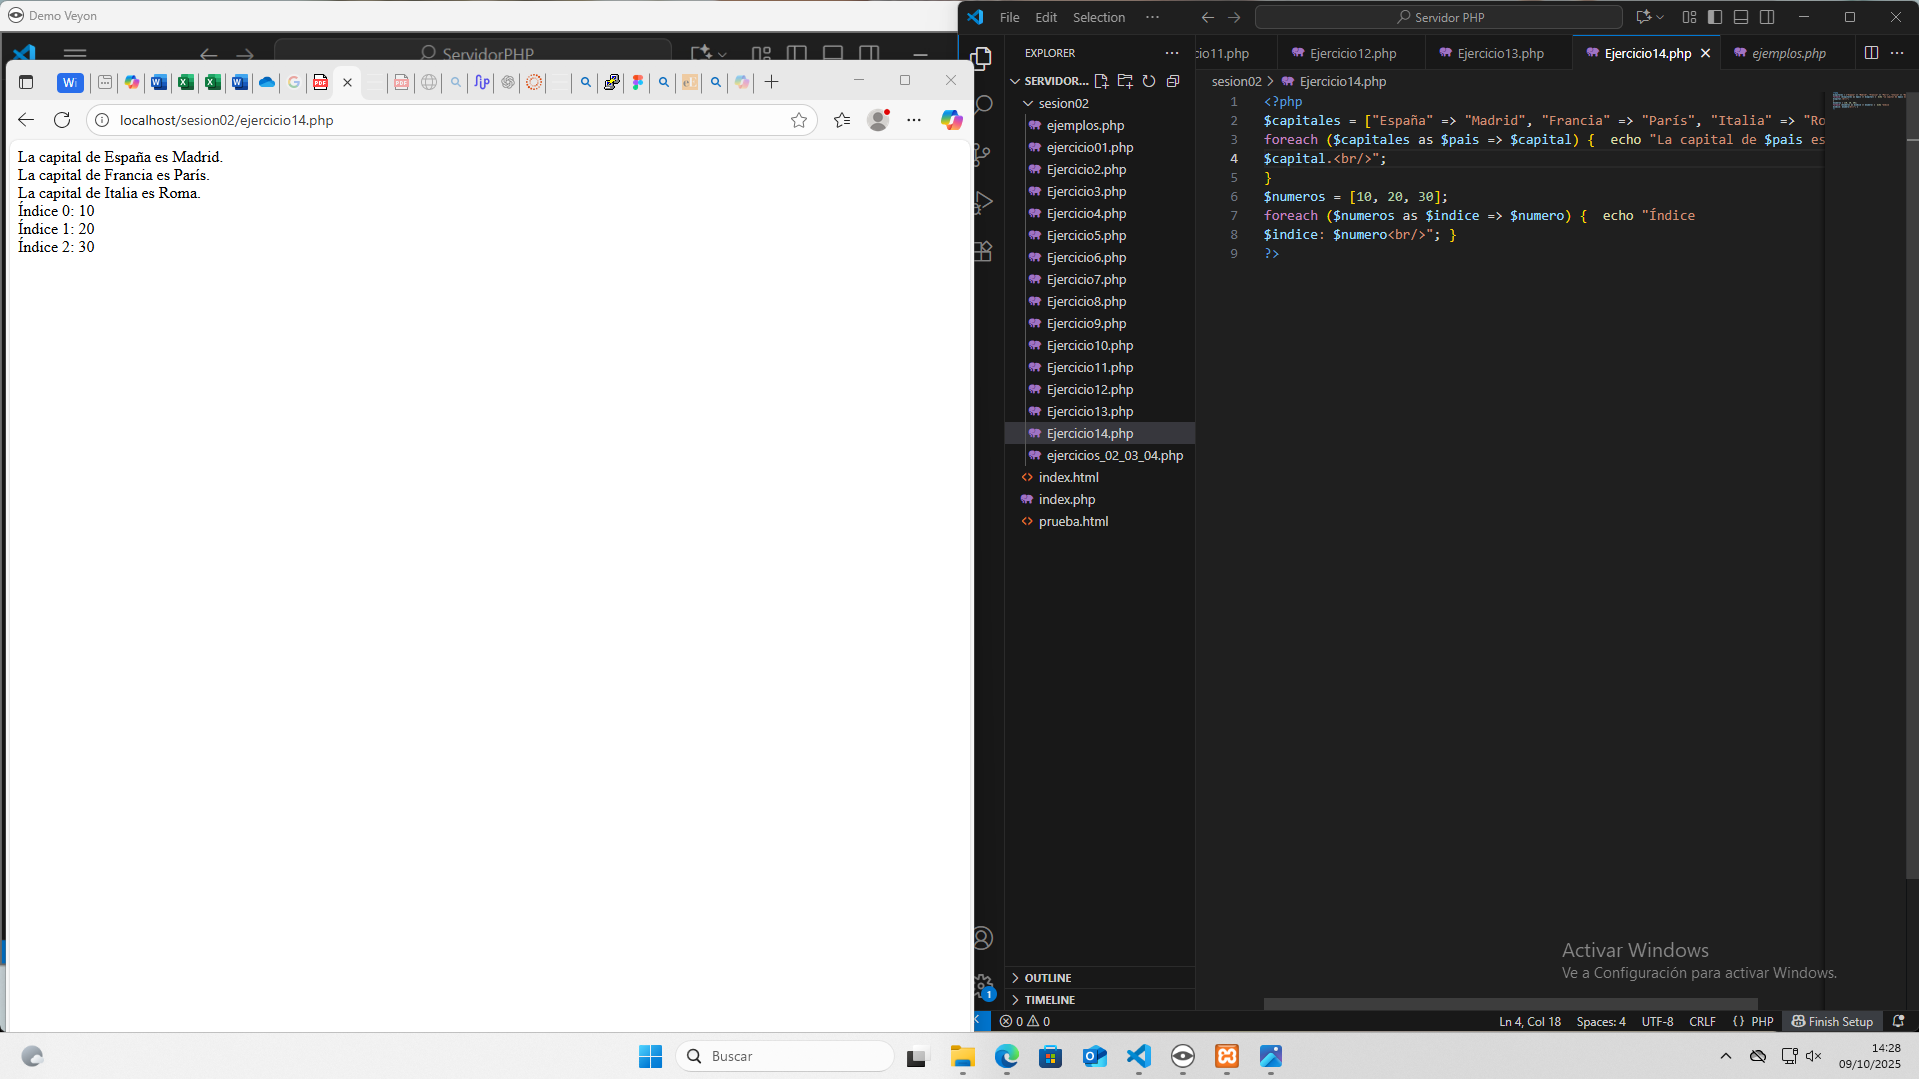 Demo Veyon
ServidorPHP
Wi
localhost/sesion02/ejercicio14.php
La capital de España es Madrid.
La capital de Francia es París.
La capital de Italia es Roma.
Índice 0: 10
Índice 1: 20
Índice 2: 30
File Edit Selection ···
Servidor PHP
EXPLORER
SERVIDOR...
sesion02
ejemplos.php
ejercicio01.php
Ejercicio2.php
Ejercicio3.php
Ejercicio4.php
Ejercicio5.php
Ejercicio6.php
Ejercicio7.php
Ejercicio8.php
Ejercicio9.php
Ejercicio10.php
Ejercicio11.php
Ejercicio12.php
Ejercicio13.php
Ejercicio14.php
ejercicios_02_03_04.php
index.html
index.php
prueba.html
OUTLINE
TIMELINE
cio11.php Ejercicio12.php Ejercicio13.php Ejercicio14.php ejemplos.php
sesion02 > Ejercicio14.php
1 <?php
2 $capitales = ["España" => "Madrid", "Francia" => "París", "Italia" => "Ro
3 foreach ($capitales as $pais => $capital) {  echo "La capital de $pais es
4 $capital.<br/>";
5 }
6 $numeros = [10, 20, 30];
7 foreach ($numeros as $indice => $numero) {  echo "Índice
8 $indice: $numero<br/>"; }
9 ?>
Activar Windows
Ve a Configuración para activar Windows.
1
0 0 Ln 4, Col 18 Spaces: 4 UTF-8 CRLF {} PHP Finish Setup
Buscar
14:28
09/10/2025